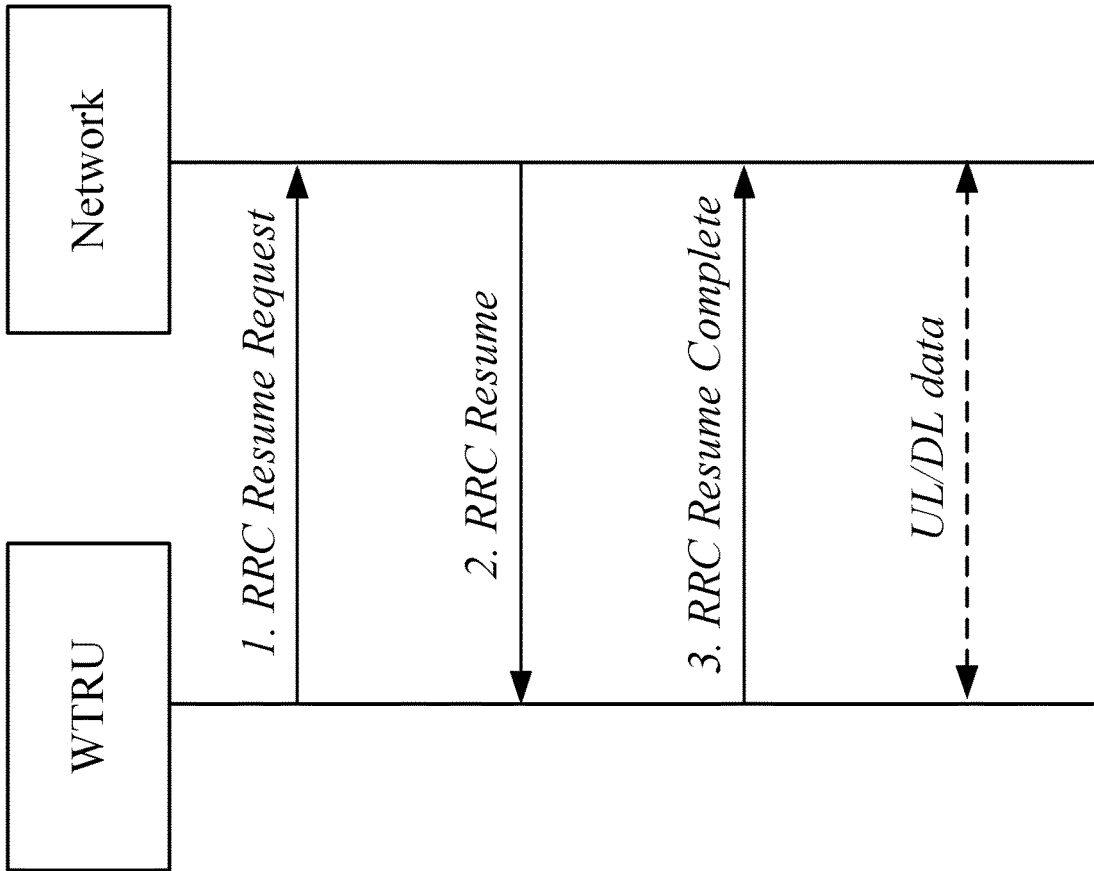 WTRU
Network
1. RRC Resume Request
2. RRC Resume
3. RRC Resume Complete
UL/DL data